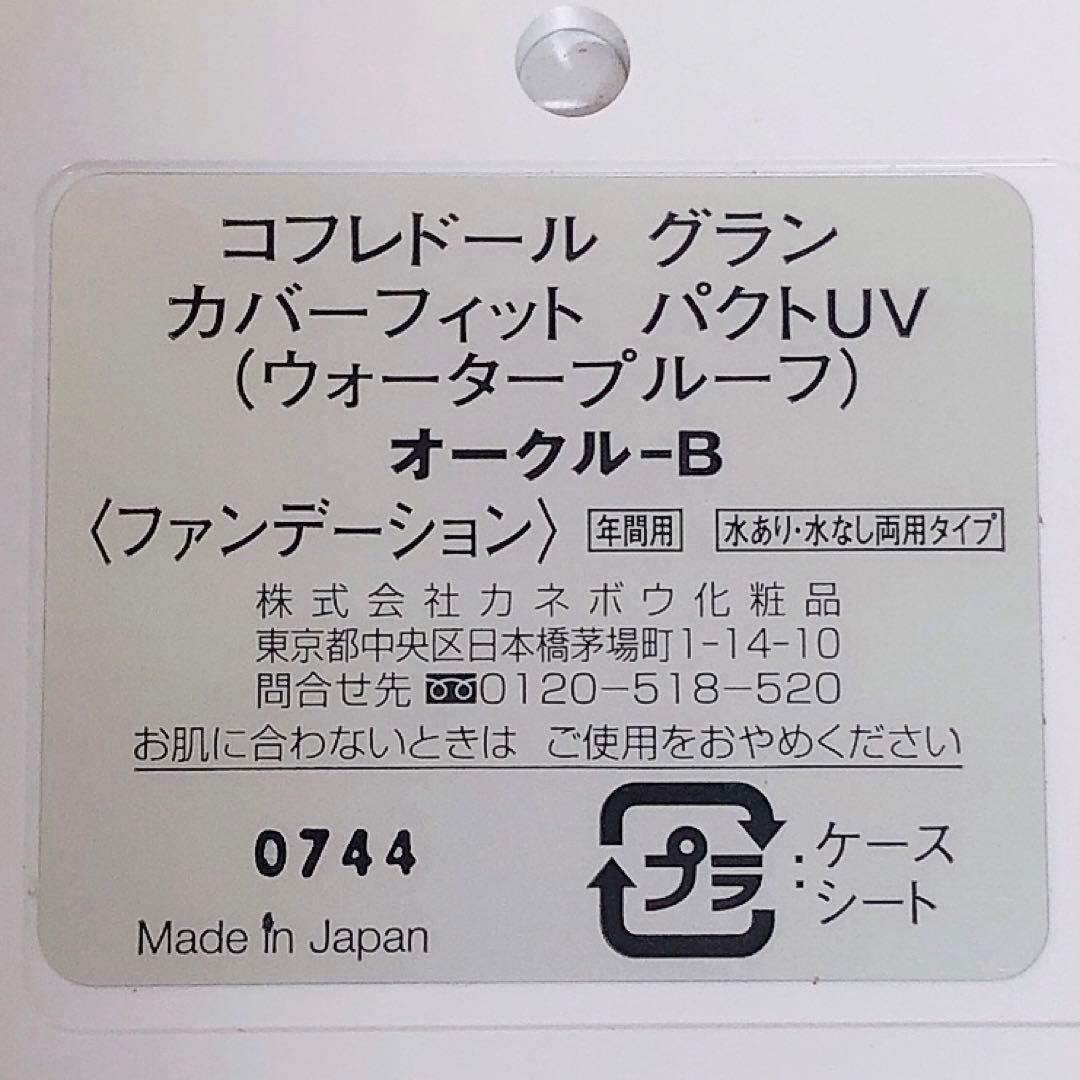 コフレドール グラン
カバーフィット パクトUV
(ウォータープルーフ)
オークル-B
〈ファンデーション〉 年間用 水あり・水なし両用タイプ
株式会社カネボウ化粧品
東京都中央区日本橋茅場町1-14-10
問合せ先 0120-518-520
お肌に合わないときは ご使用をおやめください
0744
プラ : ケース
: シート
Made in Japan